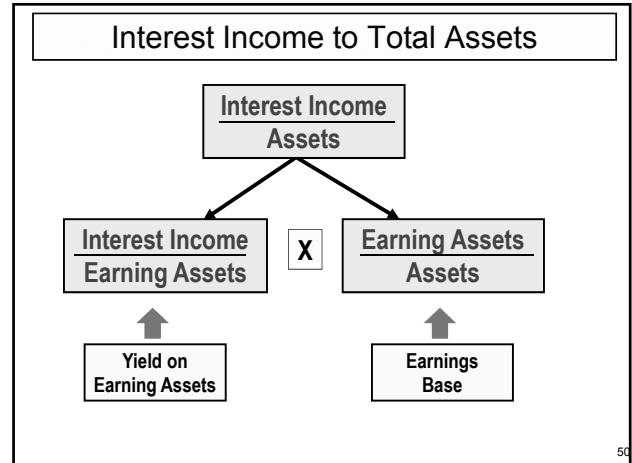 Interest Income to Total Assets
Interest Income
Assets
Interest Income
Earning Assets
X
Earning Assets
Assets
Yield on
Earning Assets
Earnings
Base
50